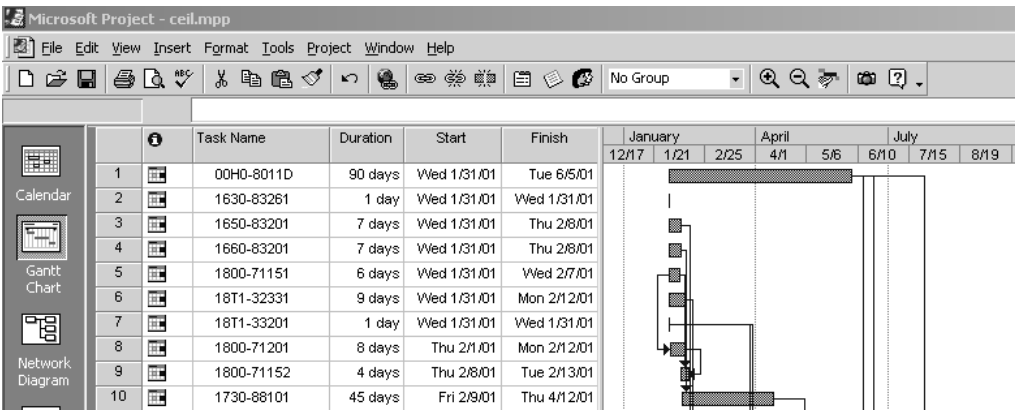 Microsoft Project - ceil.mpp
File Edit View Insert Format Tools Project Window Help
ABC No Group
Task Name Duration Start Finish January April July
12/17 1/21 2/25 4/1 5/6 6/10 7/15 8/19
1 00H0-8011D 90 days Wed 1/31/01 Tue 6/5/01
2 1630-83261 1 day Wed 1/31/01 Wed 1/31/01
3 1650-83201 7 days Wed 1/31/01 Thu 2/8/01
4 1660-83201 7 days Wed 1/31/01 Thu 2/8/01
5 1800-71151 6 days Wed 1/31/01 Wed 2/7/01
6 18T1-32331 9 days Wed 1/31/01 Mon 2/12/01
7 18T1-33201 1 day Wed 1/31/01 Wed 1/31/01
8 1800-71201 8 days Thu 2/1/01 Mon 2/12/01
9 1800-71152 4 days Thu 2/8/01 Tue 2/13/01
10 1730-88101 45 days Fri 2/9/01 Thu 4/12/01
Calendar
Gantt
Chart
Network
Diagram